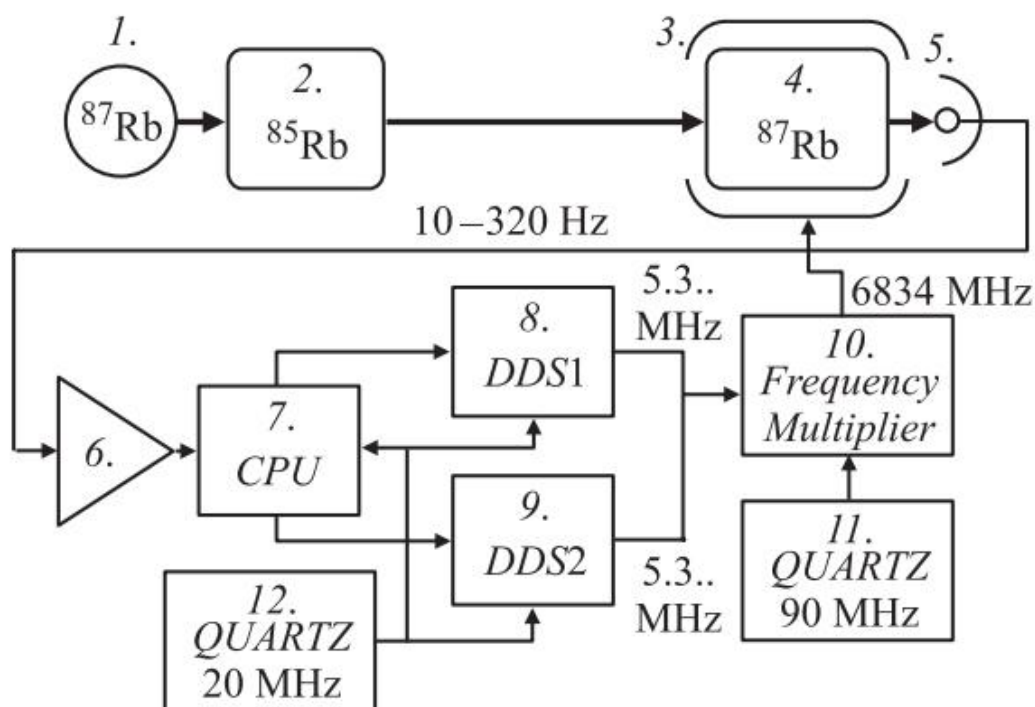 1.
⁸⁷Rb
2.
⁸⁵Rb
3.
4.
⁸⁷Rb
5.
10–320 Hz
6.
7.
CPU
8.
DDS1
5.3..
MHz
9.
DDS2
5.3..
MHz
6834 MHz
10.
Frequency
Multiplier
11.
QUARTZ
90 MHz
12.
QUARTZ
20 MHz